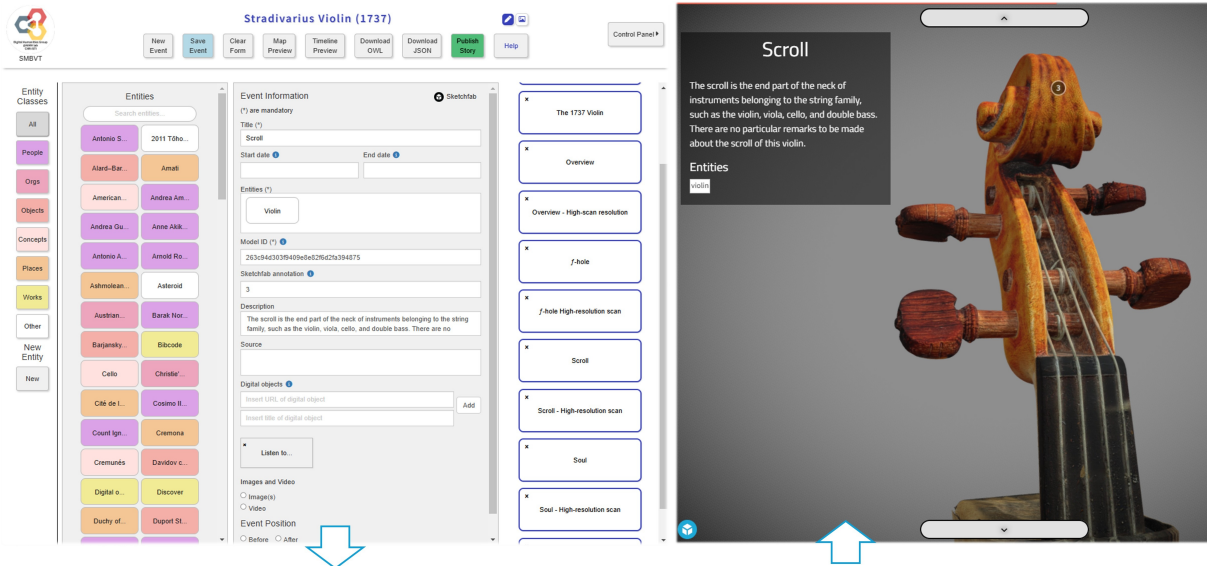 Stradivarius Violin (1737)
SMBVT
New Event
Save Event
Clear Form
Map Preview
Timeline Preview
Download OWL
Download JSON
Publish Story
Help
Control Panel
Entity Classes
All
People
Orgs
Objects
Concepts
Places
Works
Other
New Entity
New
Entities
Search entities...
Antonio S...
2011 Tōho...
Alard–Bar...
Amati
American...
Andrea Am...
Andrea Gu...
Anne Akik...
Antonio A...
Arnold Ro...
Ashmolean...
Asteroid
Austrian...
Barak Nor...
Barjansky...
Bibcode
Cello
Christie'...
Cité de l...
Cosimo II...
Count Ign...
Cremona
Cremunés
Davidov c...
Digital o...
Discover
Duchy of...
Duport St...
Event Information
Sketchfab
(*) are mandatory
Title (*)
Scroll
Start date
End date
Entities (*)
Violin
Model ID (*)
263c94d303f9409e8e82f6d2fa394875
Sketchfab annotation
3
Description
The scroll is the end part of the neck of instruments belonging to the string
family, such as the violin, viola, cello, and double bass. There are no
Source
Digital objects
Insert URL of digital object
Add
Insert title of digital object
Listen to...
Images and Video
Image(s)
Video
Event Position
Before
After
The 1737 Violin
Overview
Overview - High-scan resolution
ƒ-hole
ƒ-hole High-resolution scan
Scroll
Scroll - High-resolution scan
Soul
Soul - High-resolution scan
Scroll
The scroll is the end part of the neck of
instruments belonging to the string family,
such as the violin, viola, cello, and double bass.
There are no particular remarks to be made
about the scroll of this violin.
Entities
violin
3